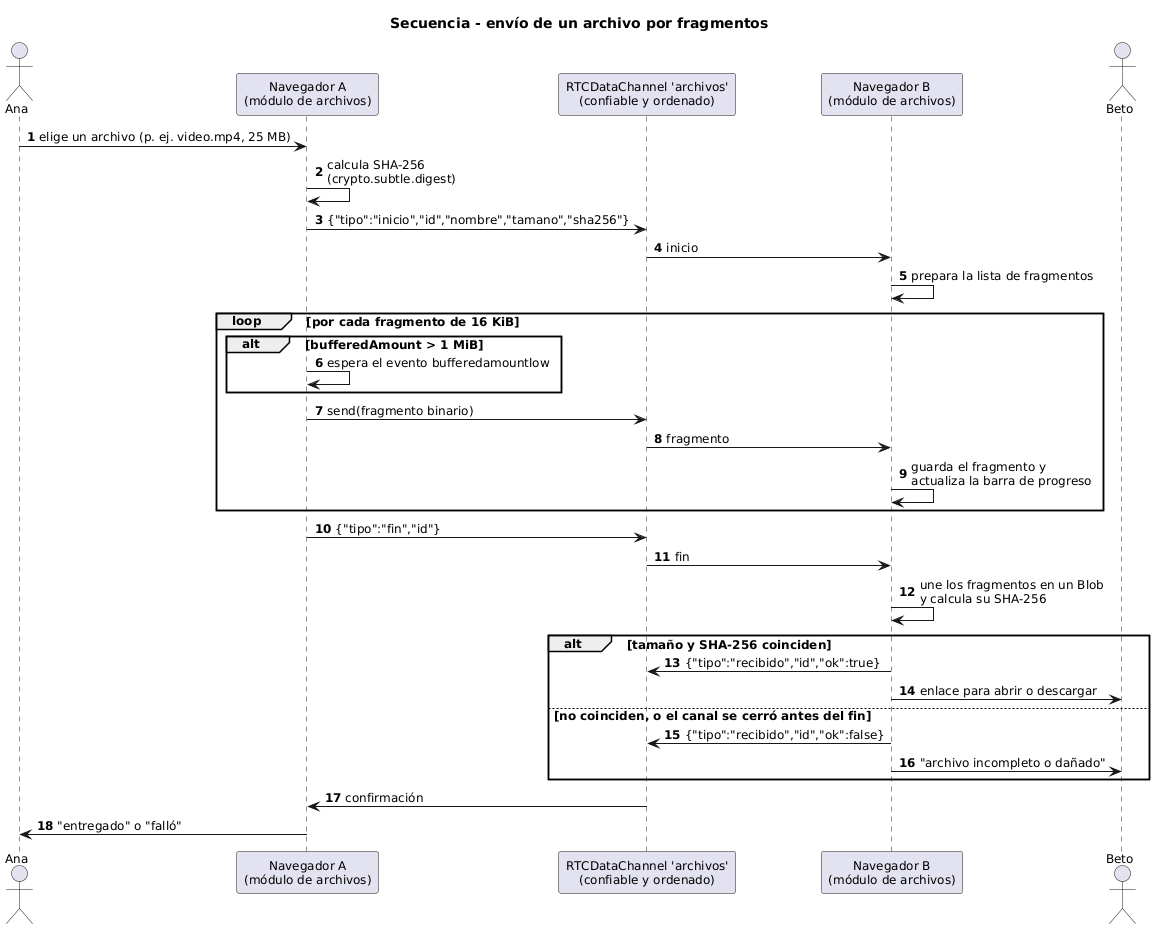 Secuencia - envío de un archivo por fragmentos
Ana
Navegador A
(módulo de archivos)
RTCDataChannel 'archivos'
(confiable y ordenado)
Navegador B
(módulo de archivos)
Beto
1 elige un archivo (p. ej. video.mp4, 25 MB)
2 calcula SHA-256
(crypto.subtle.digest)
3 {"tipo":"inicio","id","nombre","tamano","sha256"}
4 inicio
5 prepara la lista de fragmentos
loop [por cada fragmento de 16 KiB]
alt [bufferedAmount > 1 MiB]
6 espera el evento bufferedamountlow
7 send(fragmento binario)
8 fragmento
9 guarda el fragmento y
actualiza la barra de progreso
10 {"tipo":"fin","id"}
11 fin
12 une los fragmentos en un Blob
y calcula su SHA-256
alt [tamaño y SHA-256 coinciden]
13 {"tipo":"recibido","id","ok":true}
14 enlace para abrir o descargar
[no coinciden, o el canal se cerró antes del fin]
15 {"tipo":"recibido","id","ok":false}
16 "archivo incompleto o dañado"
17 confirmación
18 "entregado" o "falló"
Ana
Navegador A
(módulo de archivos)
RTCDataChannel 'archivos'
(confiable y ordenado)
Navegador B
(módulo de archivos)
Beto